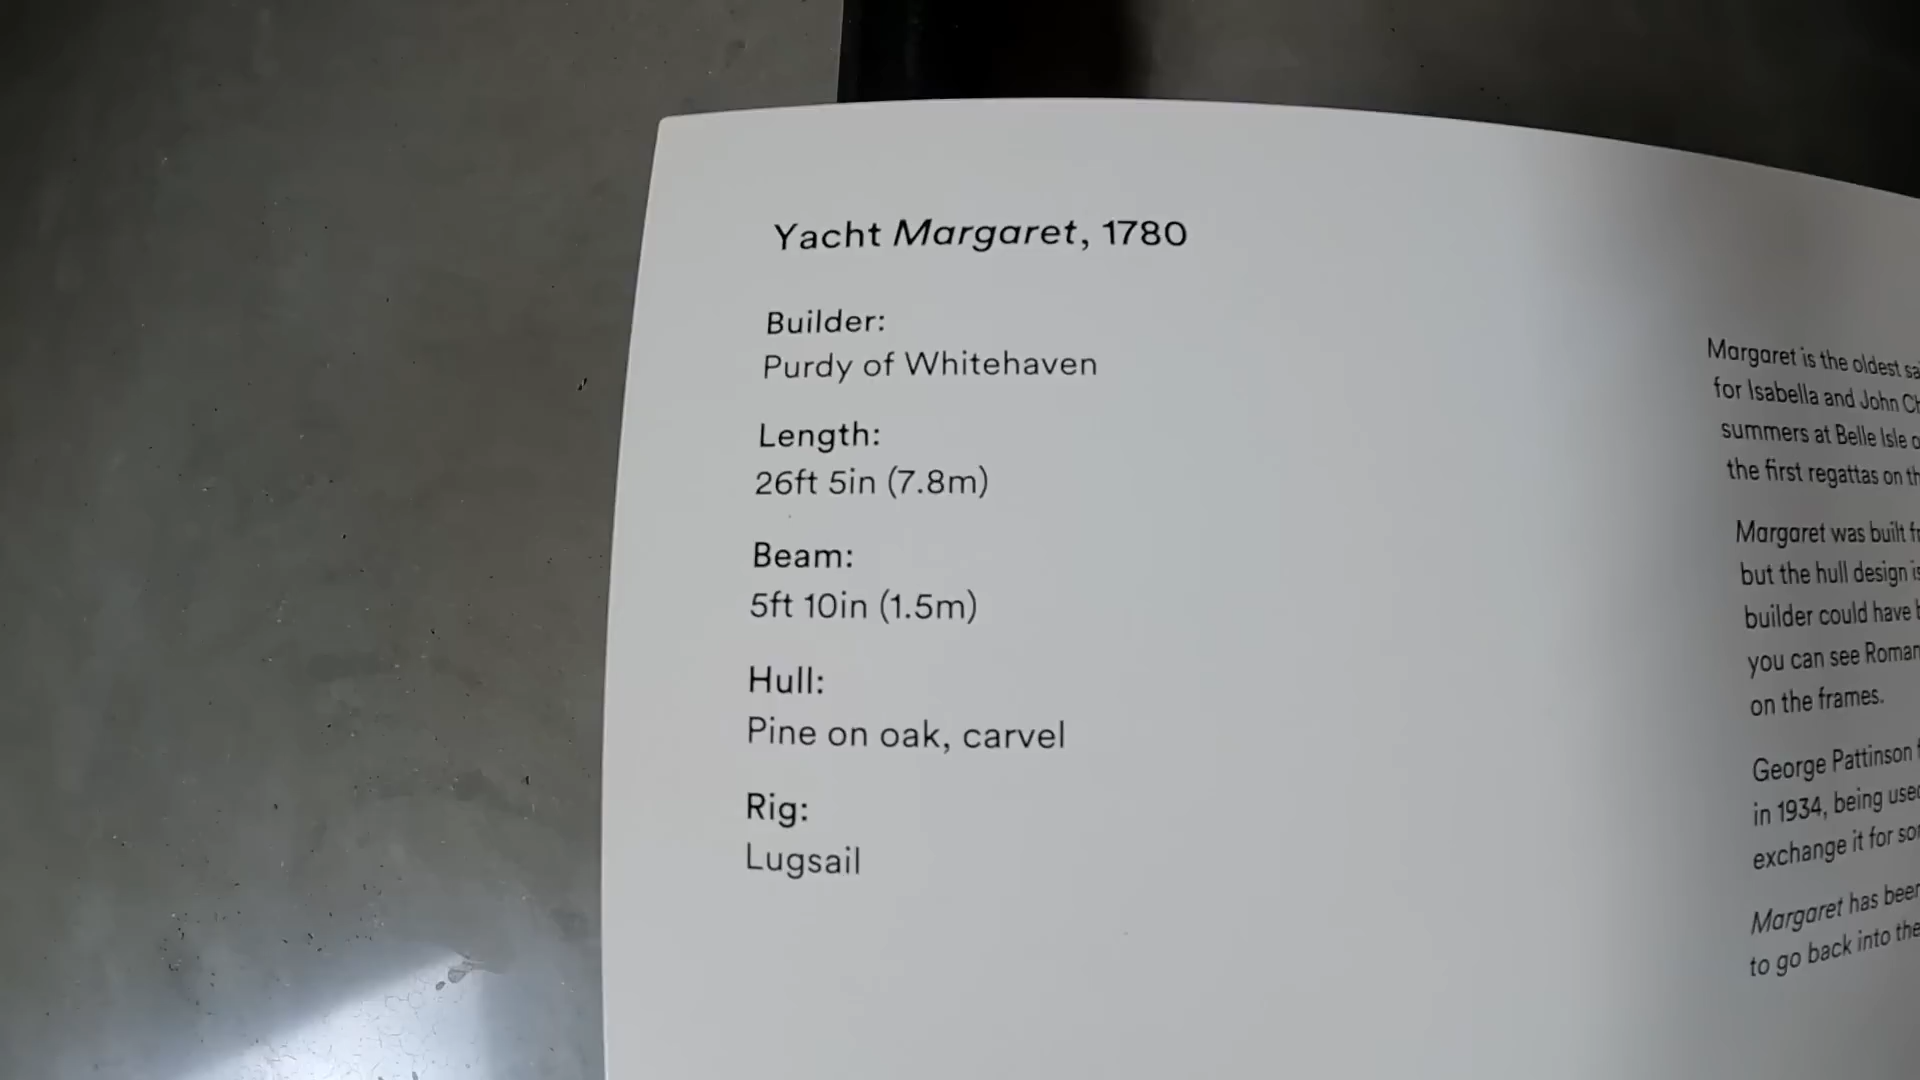 Yacht Margaret, 1780
Builder:
Purdy of Whitehaven
Length:
26ft 5in (7.8m)
Beam:
5ft 10in (1.5m)
Hull:
Pine on oak, carvel
Rig:
Lugsail
Margaret is the oldest
for Isabella and John
summers at Belle Isle
the first regattas on
Margaret was built
but the hull design
builder could have
you can see Roman
on the frames.
George Pattinson
in 1934, being
exchange it for
Margaret has been
to go back into the